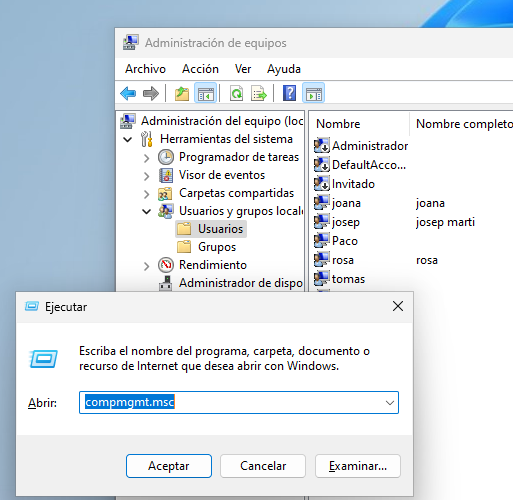 Administración de equipos
Archivo Acción Ver Ayuda
Administración del equipo (loc
Herramientas del sistema
Programador de tareas
Visor de eventos
Carpetas compartidas
Usuarios y grupos locale
Usuarios
Grupos
Rendimiento
Administrador de dispo
Nombre Nombre completo
Administrador
DefaultAcco...
Invitado
joana joana
josep josep marti
Paco
rosa rosa
tomas
Ejecutar
Escriba el nombre del programa, carpeta, documento o
recurso de Internet que desea abrir con Windows.
Abrir: compmgmt.msc
Aceptar Cancelar Examinar...